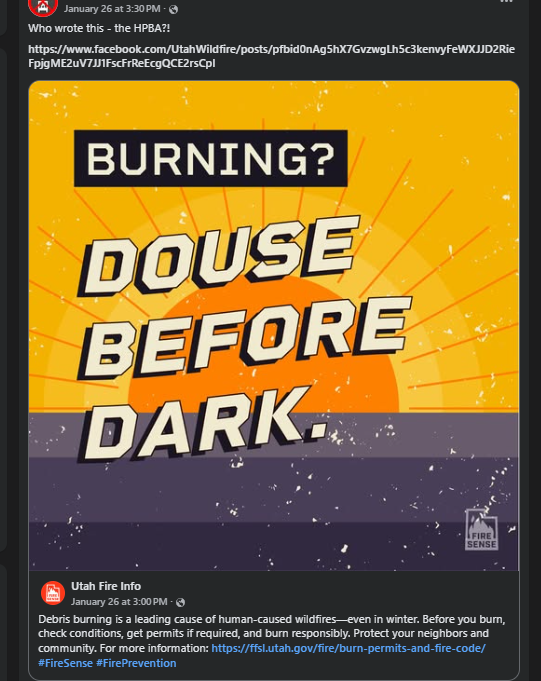 January 26 at 3:30 PM ·
Who wrote this - the HPBA?!
https://www.facebook.com/UtahWildfire/posts/pfbid0nAg5hX7GvzwgLh5c3kenvyFeWXJJD2Rie
FpjgME2uV7JJ1FscFrReEcgQCE2rsCpl
BURNING?
DOUSE
BEFORE
DARK.
FIRE
SENSE
Utah Fire Info
January 26 at 3:00 PM ·
Debris burning is a leading cause of human-caused wildfires—even in winter. Before you burn,
check conditions, get permits if required, and burn responsibly. Protect your neighbors and
community. For more information: https://ffsl.utah.gov/fire/burn-permits-and-fire-code/
#FireSense #FirePrevention